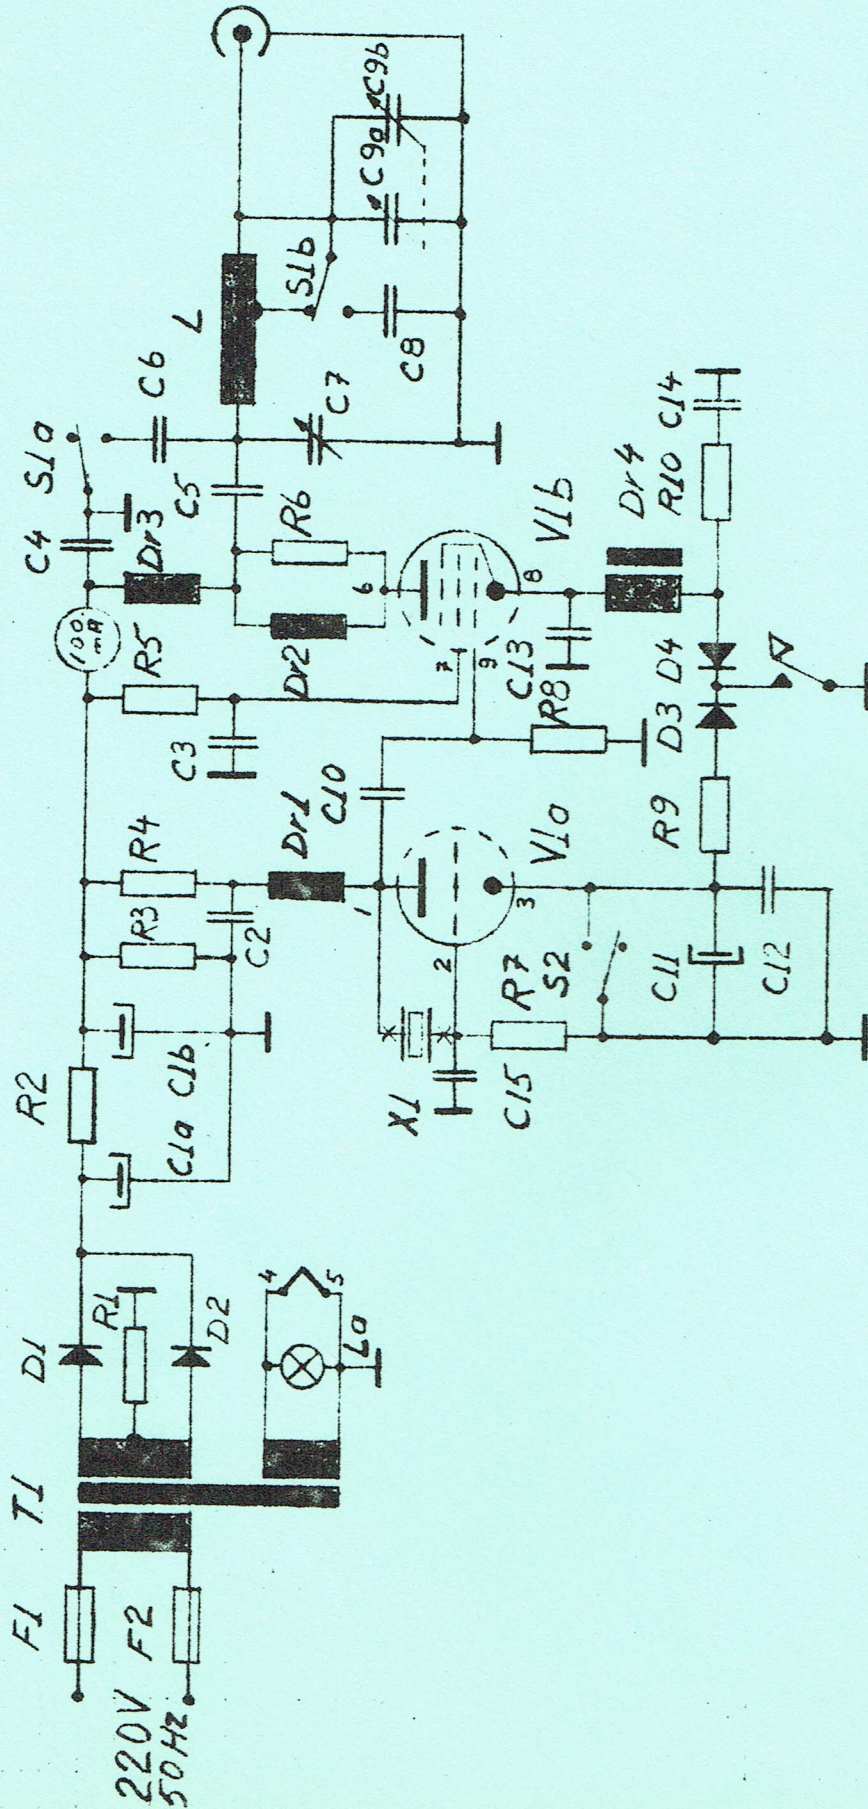 F1
T1
D1
R2
C4
S1a
220V
50Hz
F2
R1
D2
C1a
C1b
R3
R4
C2
R5
C3
100
mA
Dr3
C5
C6
L
S1b
C7
C8
C9a
C9b
Dr2
R6
4
5
La
Dr1
C10
1
2
3
V1a
X1
C15
R7
S2
6
7
8
9
V1b
C13
R8
Dr4
R10
C14
C11
C12
R9
D3
D4